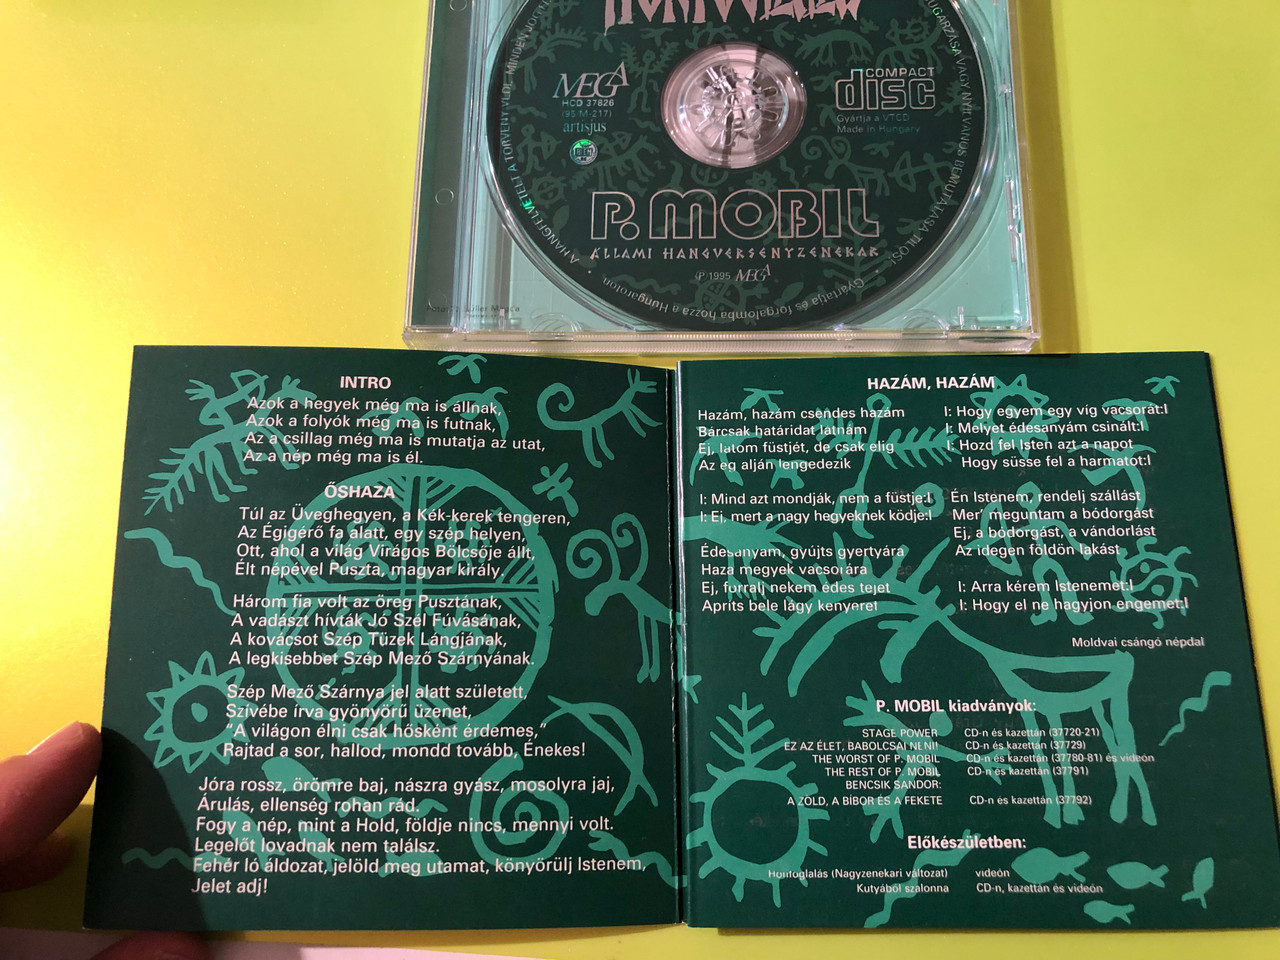 MEGA
HCD 37826
(95/M-217)
artisjus
COMPACT
disc
Gyártja a VTCD
Made in Hungary
P. MOBIL
ÁLLAMI HANGVERSENYZENEKAR
℗ 1995 MEGA
A HANGFELVÉTELT A TÖRVÉNY VÉDI. MINDEN
VAGY NYILVÁNOS BEMUTATÁSA TILOS!
Gyártatja és forgalomba hozza a Hungaroton
INTRO
Azok a hegyek még ma is állnak,
Azok a folyók még ma is futnak,
Az a csillag még ma is mutatja az utat,
Az a nép még ma is él.
ŐSHAZA
Túl az Üveghegyen, a Kék-kerek tengeren,
Az Égigérő fa alatt, egy szép helyen,
Ott, ahol a világ Virágos Bölcsője állt,
Élt népével Puszta, magyar király.
Három fia volt az öreg Pusztának,
A vadászt hívták Jó Szél Fúvásának,
A kovácsot Szép Tüzek Lángjának,
A legkisebbet Szép Mező Szárnyának.
Szép Mező Szárnya jel alatt született,
Szívébe írva gyönyörű üzenet,
"A világon élni csak hősként érdemes,"
Rajtad a sor, hallod, mondd tovább, Énekes!
Jóra rossz, örömre baj, nászra gyász, mosolyra jaj,
Árulás, ellenség rohan rád.
Fogy a nép, mint a Hold, földje nincs, mennyi volt.
Legelőt lovadnak nem találsz.
Fehér ló áldozat, jelöld meg utamat, könyörülj Istenem,
Jelet adj!
HAZÁM, HAZÁM
Hazám, hazám csendes hazám
Bárcsak határidat látnám
Ej, látom füstjét, de csak elig
Az ég alján lengedezik
I: Mind azt mondják, nem a füstje:I
I: Ej, mert a nagy hegyeknek ködje:I
Édesanyám, gyújts gyertyára
Haza megyek vacsorára
Ej, forralj nekem édes tejet
Apríts bele lágy kenyeret
I: Hogy egyem egy víg vacsorát:I
I: Melyet édesanyám csinált:I
I: Hozd fel Isten azt a napot
Hogy süsse fel a harmatot:I
Én Istenem, rendelj szállást
Mer' meguntam a bódorgást
Ej, a bódorgást, a vándorlást
Az idegen földön lakást
I: Arra kérem Istenemet:I
I: Hogy el ne hagyjon engemet:I
Moldvai csángó népdal
P. MOBIL kiadványok:
STAGE POWER CD-n és kazettán (37720-21)
EZ AZ ÉLET, BABOLCSAI NÉNI! CD-n és kazettán (37729)
THE WORST OF P. MOBIL CD-n és kazettán (37780-81) és videón
THE REST OF P. MOBIL CD-n és kazettán (37791)
BENCSIK SÁNDOR:
A ZÖLD, A BÍBOR ÉS A FEKETE CD-n és kazettán (37792)
Előkészületben:
Honfoglalás (Nagyzenekari változat) videón
Kutyából szalonna CD-n, kazettán és videón